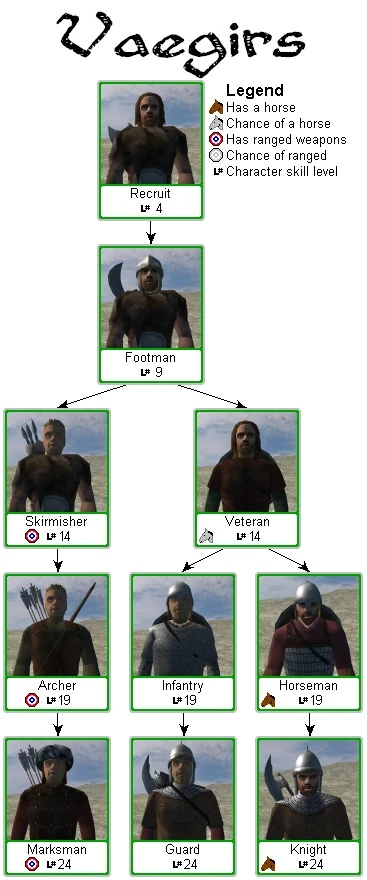 Vaegirs
Legend
Has a horse
Chance of a horse
Has ranged weapons
Chance of ranged
L# Character skill level
Recruit
L# 4
Footman
L# 9
Skirmisher
L# 14
Veteran
L# 14
Archer
L# 19
Infantry
L# 19
Horseman
L# 19
Marksman
L# 24
Guard
L# 24
Knight
L# 24